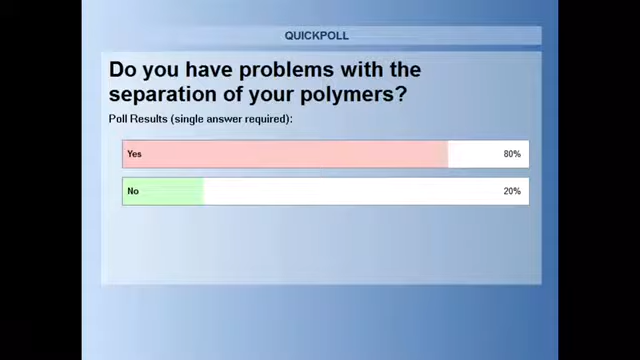 QUICKPOLL
Do you have problems with the
separation of your polymers?
Poll Results (single answer required):
Yes 80%
No 20%